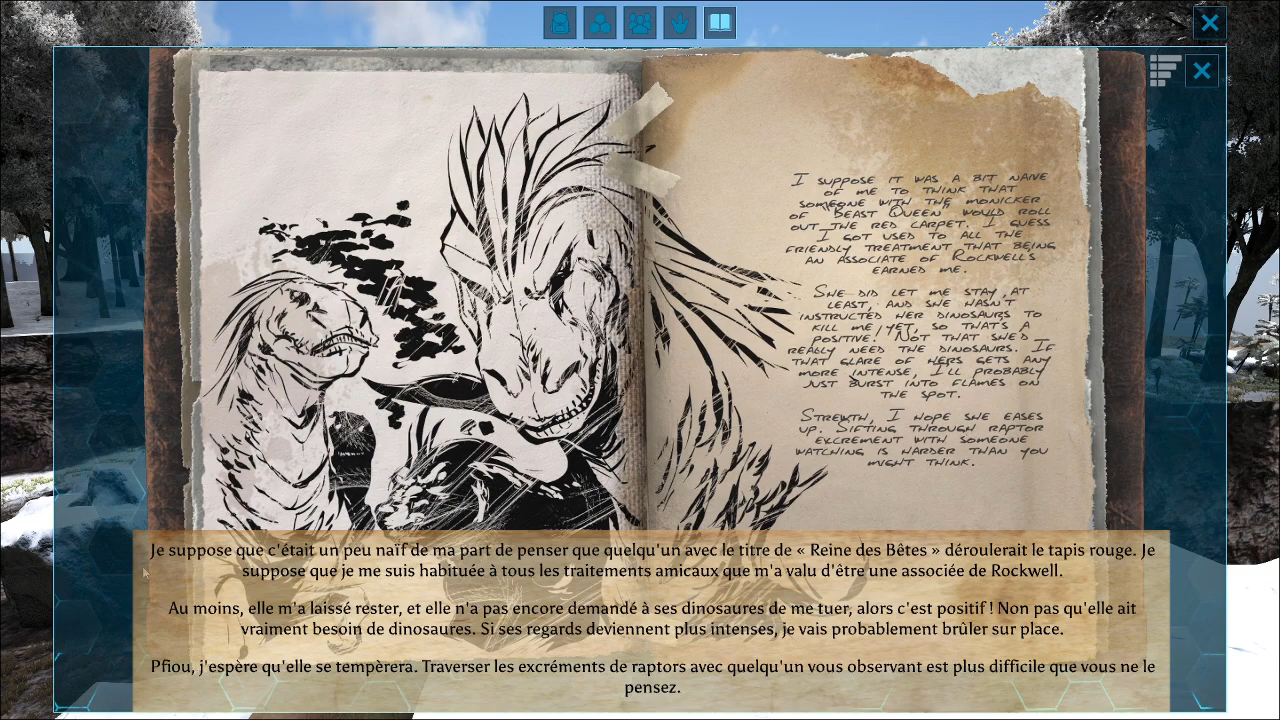 I SUPPOSE IT WAS A BIT NAIVE
OF ME TO THINK THAT
SOMEONE WITH THE MONICKER
OF "BEAST QUEEN" WOULD ROLL
OUT THE RED CARPET. I GUESS
I GOT USED TO ALL THE
FRIENDLY TREATMENT THAT BEING
AN ASSOCIATE OF ROCKWELL'S
EARNED ME.
SHE DID LET ME STAY AT
LEAST, AND SHE HASN'T
INSTRUCTED HER DINOSAURS TO
KILL ME YET, SO THAT'S A
POSITIVE! NOT THAT SHE'D
REALLY NEED THE DINOSAURS. IF
THAT GLARE OF HERS GETS ANY
MORE INTENSE, I'LL PROBABLY
JUST BURST INTO FLAMES ON
THE SPOT.
STREWTH, I HOPE SHE EASES
UP. SIFTING THROUGH RAPTOR
EXCREMENT WITH SOMEONE
WATCHING IS HARDER THAN YOU
MIGHT THINK.
Je suppose que c'était un peu naïf de ma part de penser que quelqu'un avec le titre de « Reine des Bêtes » déroulerait le tapis rouge. Je
suppose que je me suis habituée à tous les traitements amicaux que m'a valu d'être une associée de Rockwell.
Au moins, elle m'a laissé rester, et elle n'a pas encore demandé à ses dinosaures de me tuer, alors c'est positif ! Non pas qu'elle ait
vraiment besoin de dinosaures. Si ses regards deviennent plus intenses, je vais probablement brûler sur place.
Pfiou, j'espère qu'elle se tempèrera. Traverser les excréments de raptors avec quelqu'un vous observant est plus difficile que vous ne le
pensez.